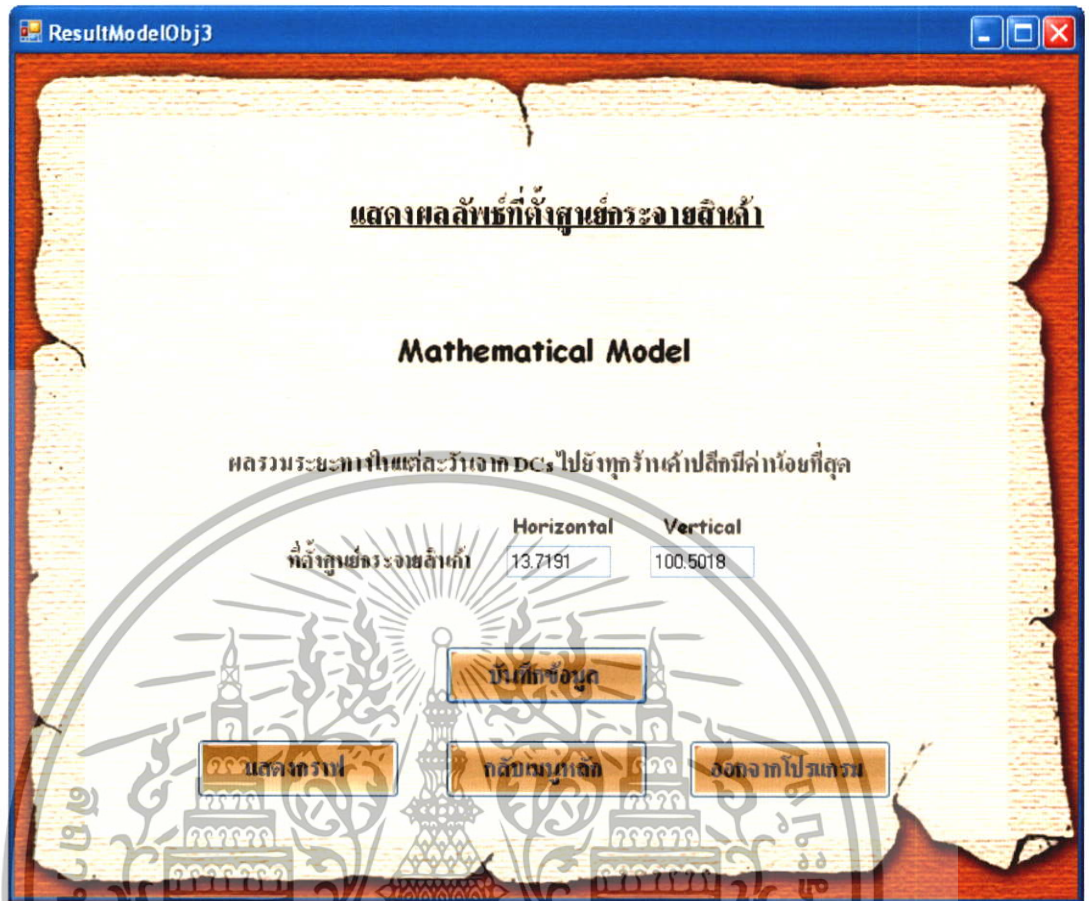 ResultModelObj3
แสดงผลลัพธ์ที่ตั้งศูนย์กระจายสินค้า
Mathematical Model
ผลรวมระยะทางในแต่ละวันจาก DCs ไปยังทุกร้านค้าปลีกมีค่าน้อยที่สุด
Horizontal Vertical
ที่ตั้งศูนย์กระจายสินค้า 13.7191 100.5018
บันทึกข้อมูล
แสดงกราฟ กลับเมนูหลัก ออกจากโปรแกรม